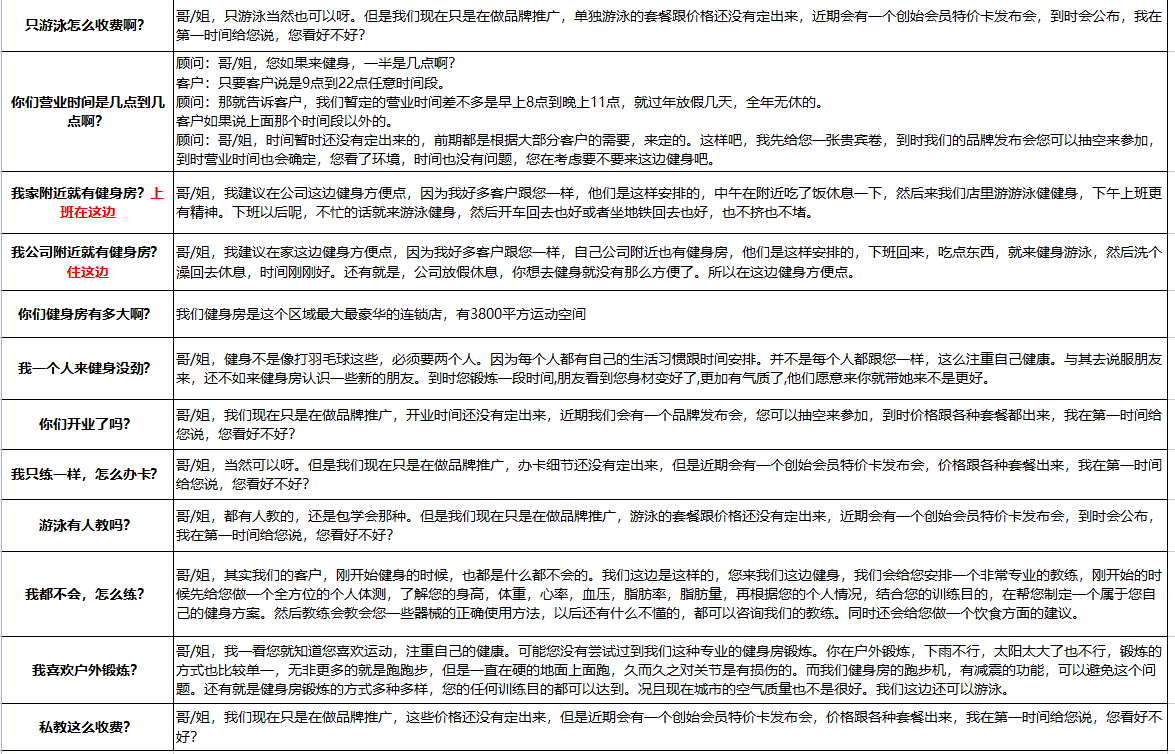 只游泳怎么收费啊?
哥/姐，只游泳当然也可以呀。但是我们现在只是在做品牌推广，单独游泳的套餐跟价格还没有定出来，近期会有一个创始会员特价卡发布会，到时会公布，我在
第一时间给您说，您看好不好?
你们营业时间是几点到几
点啊?
顾问：哥/姐，您如果来健身，一半是几点啊?
客户：只要客户说是9点到22点任意时间段。
顾问：那就告诉客户，我们暂定的营业时间差不多是早上8点到晚上11点，就过年放假几天，全年无休的。
客户如果说上面那个时间段以外的。
顾问：哥/姐，时间暂时还没有定出来的，前期都是根据大部分客户的需要，来定的。这样吧，我先给您一张贵宾卷，到时我们的品牌发布会您可以抽空来参加，
到时营业时间也会确定，您看了环境，时间也没有问题，您在考虑要不要来这边健身吧。
我家附近就有健身房? 上
班在这边
哥/姐，我建议在公司这边健身方便点，因为我好多客户跟您一样，他们是这样安排的，中午在附近吃了饭休息一下，然后来我们店里游游泳健健身，下午上班更
有精神。下班以后呢，不忙的话就来游泳健身，然后开车回去也好或者坐地铁回去也好，也不挤也不堵。
我公司附近就有健身房?
住这边
哥/姐，我建议在家这边健身方便点，因为我好多客户跟您一样，自己公司附近也有健身房，他们是这样安排的，下班回来，吃点东西，就来健身游泳，然后洗个
澡回去休息，时间刚刚好。还有就是，公司放假休息，你想去健身就没有那么方便了。所以在这边健身方便点。
你们健身房有多大啊?
我们健身房是这个区域最大最豪华的连锁店，有3800平方运动空间
我一个人来健身没劲?
哥/姐，健身不是像打羽毛球这些，必须要两个人。因为每个人都有自己的生活习惯跟时间安排。并不是每个人都跟您一样，这么注重自己健康。与其去说服朋友
来，还不如来健身房认识一些新的朋友。到时您锻炼一段时间,朋友看到您身材变好了,更加有气质了,他们愿意来你就带她来不是更好。
你们开业了吗?
哥/姐，我们现在只是在做品牌推广，开业时间还没有定出来，近期我们会有一个品牌发布会，您可以抽空来参加，到时价格跟各种套餐都出来，我在第一时间给
您说，您看好不好?
我只练一样，怎么办卡?
哥/姐，当然可以呀。但是我们现在只是在做品牌推广，办卡细节还没有定出来，但是近期会有一个创始会员特价卡发布会，价格跟各种套餐出来，我在第一时间
给您说，您看好不好?
游泳有人教吗?
哥/姐，都有人教的，还是包学会那种。但是我们现在只是在做品牌推广，游泳的套餐跟价格还没有定出来，近期会有一个创始会员特价卡发布会，到时会公布，
我在第一时间给您说，您看好不好?
我都不会，怎么练?
哥/姐，其实我们的客户，刚开始健身的时候，也都是什么都不会的。我们这边是这样的，您来我们这边健身，我们会给您安排一个非常专业的教练，刚开始的时
候先给您做一个全方位的个人体测，了解您的身高，体重，心率，血压，脂肪率，脂肪量，再根据您的个人情况，结合您的训练目的，在帮您制定一个属于您自
己的健身方案。然后教练会教会您一些器械的正确使用方法，以后还有什么不懂的，都可以咨询我们的教练。同时还会给您做一个饮食方面的建议。
我喜欢户外锻炼?
哥/姐，我一看您就知道您喜欢运动，注重自己的健康。可能您没有尝试过到我们这种专业的健身房锻炼。你在户外锻炼，下雨不行，太阳太大了也不行，锻炼的
方式也比较单一，无非更多的就是跑跑步，但是一直在硬的地面上面跑，久而久之对关节是有损伤的。而我们健身房的跑步机，有减震的功能，可以避免这个问
题。还有就是健身房锻炼的方式多种多样，您的任何训练目的都可以达到。况且现在城市的空气质量也不是很好。我们这边还可以游泳。
私教这么收费?
哥/姐，我们现在只是在做品牌推广，这些价格还没有定出来，但是近期会有一个创始会员特价卡发布会，价格跟各种套餐出来，我在第一时间给您说，您看好不
好?